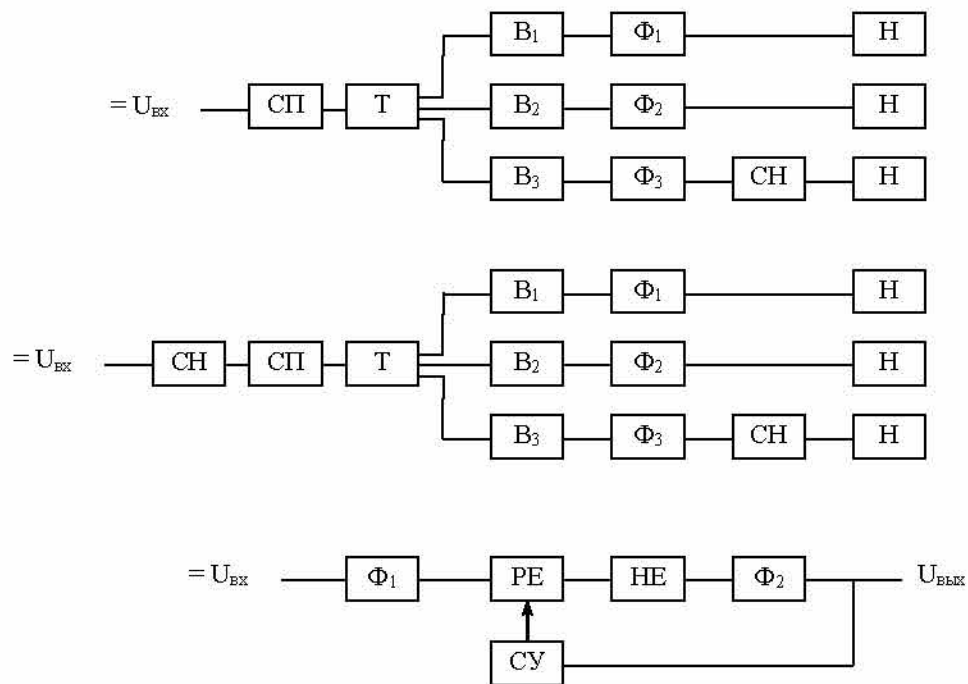 В₁ Ф₁ Н
= Uвх СП Т В₂ Ф₂ Н
В₃ Ф₃ СН Н
В₁ Ф₁ Н
= Uвх СН СП Т В₂ Ф₂ Н
В₃ Ф₃ СН Н
= Uвх Ф₁ РЕ НЕ Ф₂ Uвых
СУ